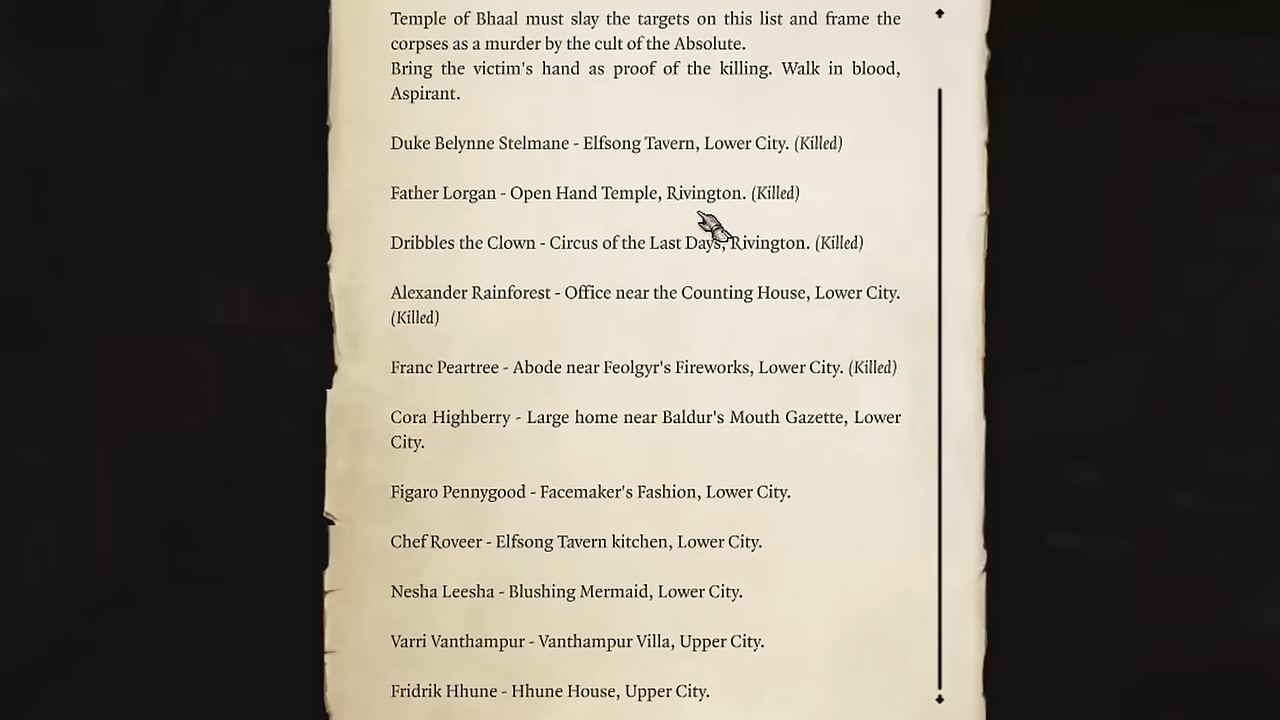 Temple of Bhaal must slay the targets on this list and frame the
corpses as a murder by the cult of the Absolute.
Bring the victim's hand as proof of the killing. Walk in blood,
Aspirant.
Duke Belynne Stelmane - Elfsong Tavern, Lower City. (Killed)
Father Lorgan - Open Hand Temple, Rivington. (Killed)
Dribbles the Clown - Circus of the Last Days, Rivington. (Killed)
Alexander Rainforest - Office near the Counting House, Lower City.
(Killed)
Franc Peartree - Abode near Feolgyr's Fireworks, Lower City. (Killed)
Cora Highberry - Large home near Baldur's Mouth Gazette, Lower
City.
Figaro Pennygood - Facemaker's Fashion, Lower City.
Chef Roveer - Elfsong Tavern kitchen, Lower City.
Nesha Leesha - Blushing Mermaid, Lower City.
Varri Vanthampur - Vanthampur Villa, Upper City.
Fridrik Hhune - Hhune House, Upper City.